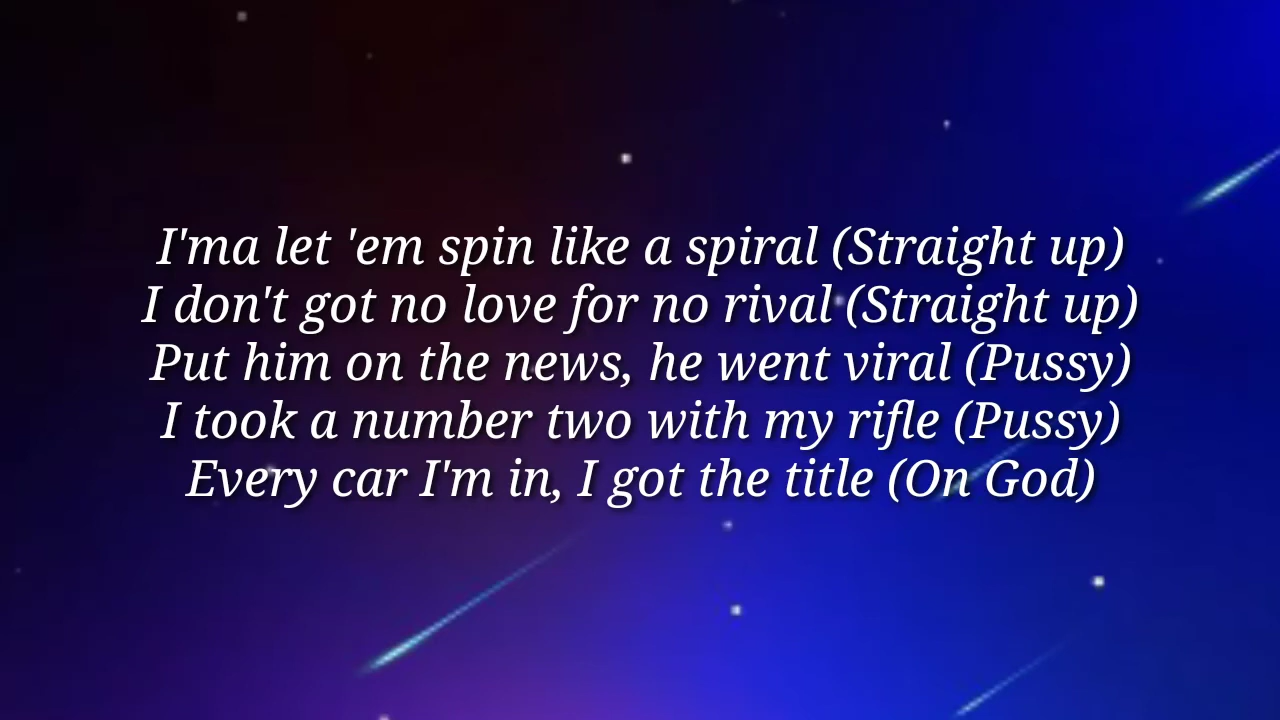 I'ma let 'em spin like a spiral (Straight up)
I don't got no love for no rival (Straight up)
Put him on the news, he went viral (Pussy)
I took a number two with my rifle (Pussy)
Every car I'm in, I got the title (On God)